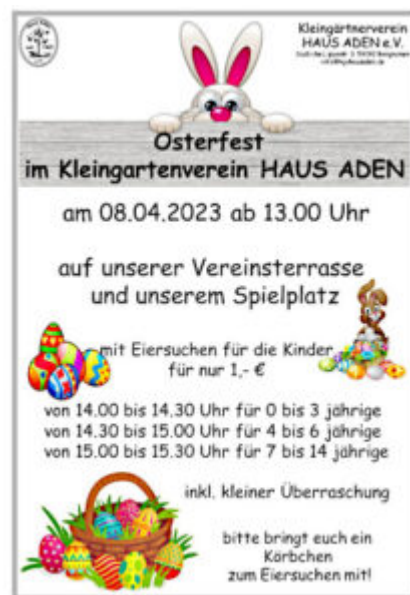 Kleingärtnerverein
HAUS ADEN e.V.
Osterfest
im Kleingartenverein HAUS ADEN
am 08.04.2023 ab 13.00 Uhr
auf unserer Vereinsterrasse
und unserem Spielplatz
mit Eiersuchen für die Kinder
für nur 1,- €
von 14.00 bis 14.30 Uhr für 0 bis 3 jährige
von 14.30 bis 15.00 Uhr für 4 bis 6 jährige
von 15.00 bis 15.30 Uhr für 7 bis 14 jährige
inkl. kleiner Überraschung
bitte bringt euch ein
Körbchen
zum Eiersuchen mit!